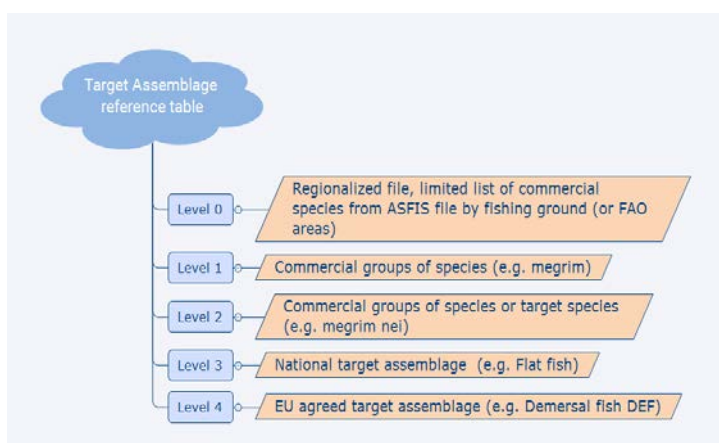 Target Assemblage
reference table
Level 0
Regionalized file, limited list of commercial
species from ASFIS file by fishing ground (or FAO
areas)
Level 1
Commercial groups of species (e.g. megrim)
Level 2
Commercial groups of species or target species
(e.g. megrim nei)
Level 3
National target assemblage (e.g. Flat fish)
Level 4
EU agreed target assemblage (e.g. Demersal fish DEF)